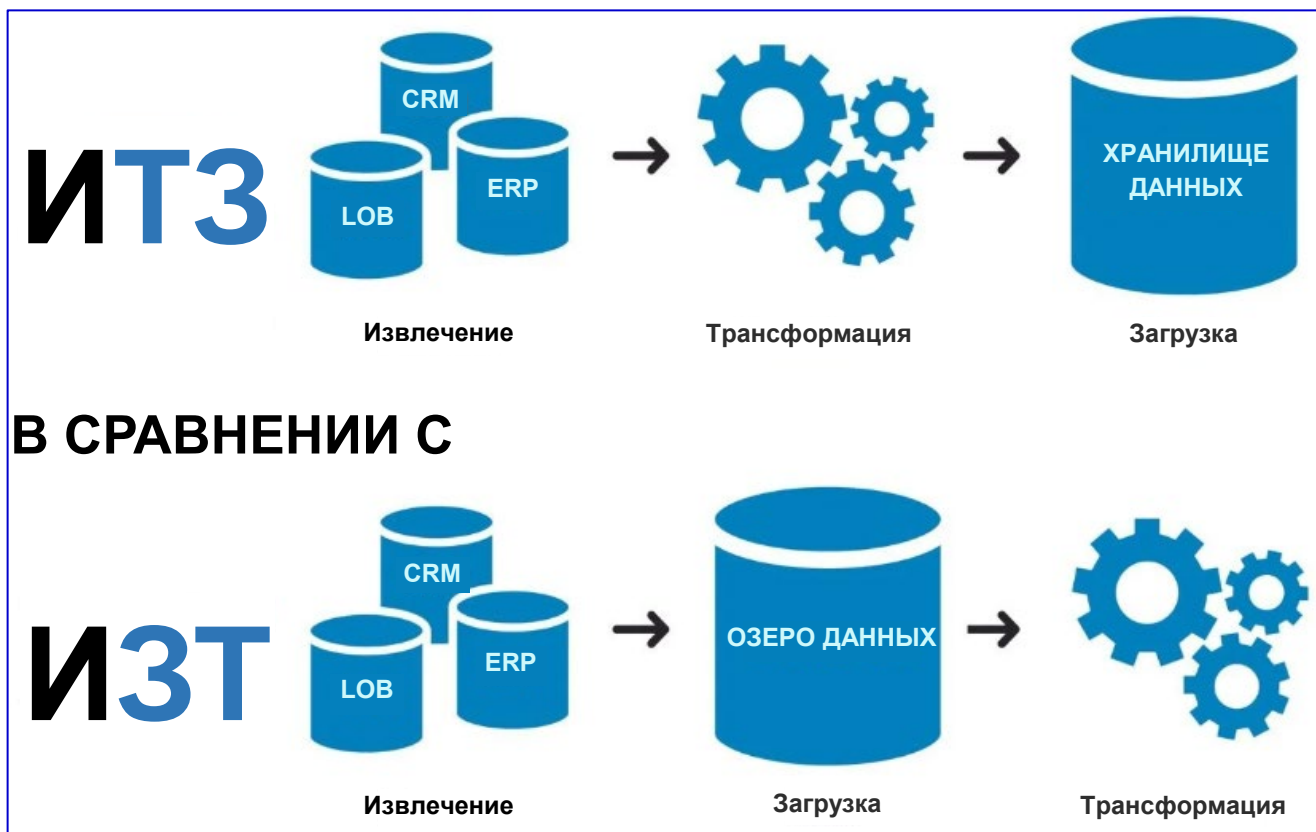 ИТЗ
CRM
LOB
ERP
ХРАНИЛИЩЕ
ДАННЫХ
Извлечение
Трансформация
Загрузка
В СРАВНЕНИИ С
ИЗТ
CRM
LOB
ERP
ОЗЕРО ДАННЫХ
Извлечение
Загрузка
Трансформация